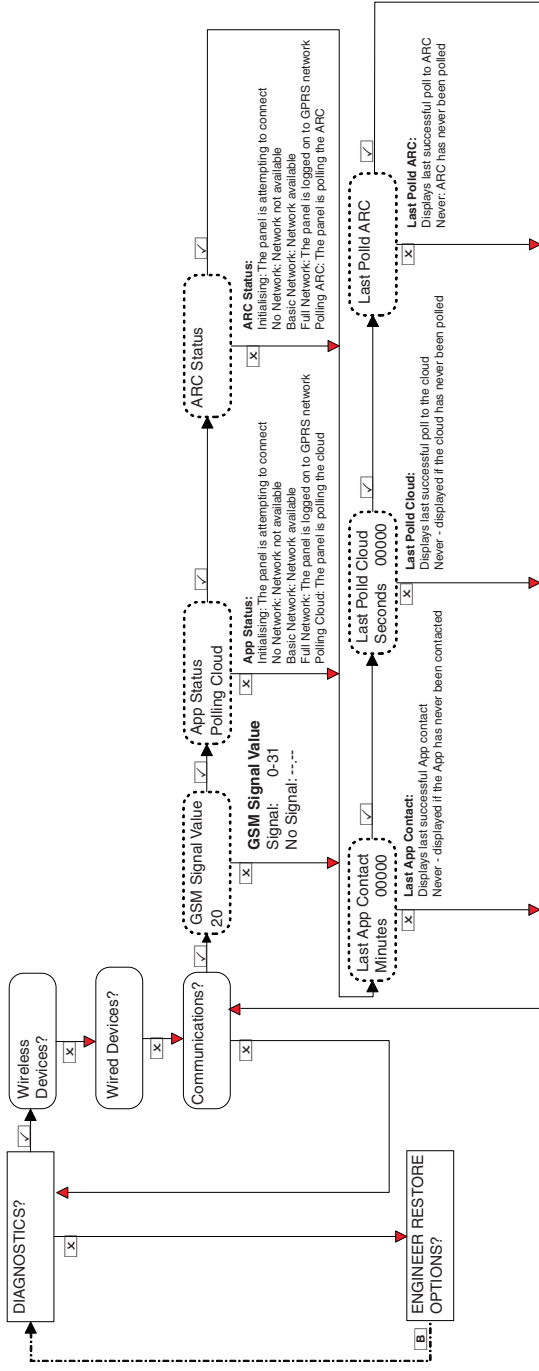 DIAGNOSTICS?
Wireless
Devices?
Wired Devices?
Communications?
ENGINEER RESTORE
OPTIONS?
B
GSM Signal Value
20
GSM Signal Value
Signal: 0-31
No Signal: --,--
App Status
Polling Cloud
App Status:
Initialising: The panel is attempting to connect
No Network: Network not available
Basic Network: Network available
Full Network: The panel is logged on to GPRS network
Polling Cloud: The panel is polling the cloud
ARC Status
ARC Status:
Initialising: The panel is attempting to connect
No Network: Network not available
Basic Network: Network available
Full Network: The panel is logged on to GPRS network
Polling ARC: The panel is polling the ARC
Last App Contact
Minutes 00000
Last App Contact:
Displays last successful App contact
Never - displayed if the App has never been contacted
Last Polld Cloud
Seconds 00000
Last Polld Cloud:
Displays last successful poll to the cloud
Never - displayed if the cloud has never been polled
Last Polld ARC
Last Polld ARC:
Displays last successful poll to ARC
Never: ARC has never been polled